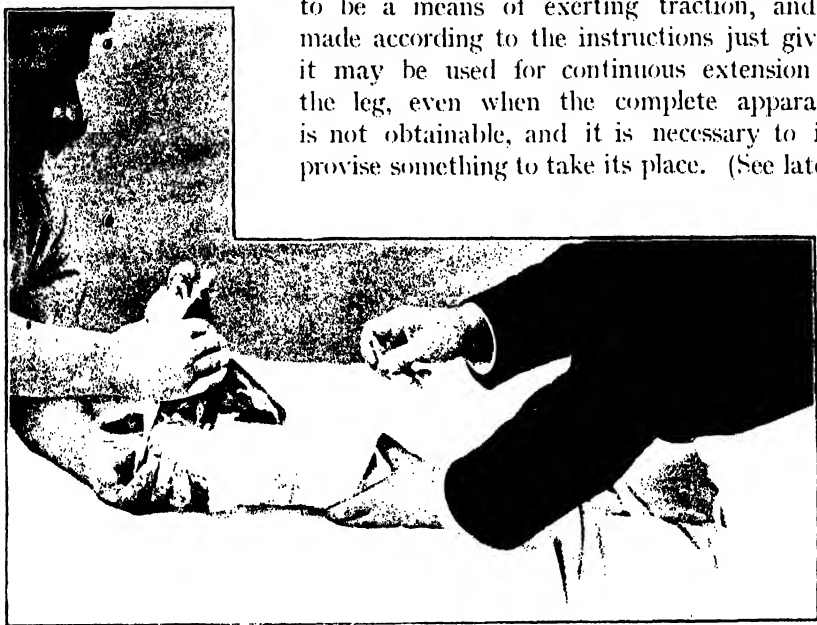 to be a means of exerting traction, and
made according to the instructions just giv
it may be used for continuous extension
the leg, even when the complete appara
is not obtainable, and it is necessary to i
provise something to take its place. (See late